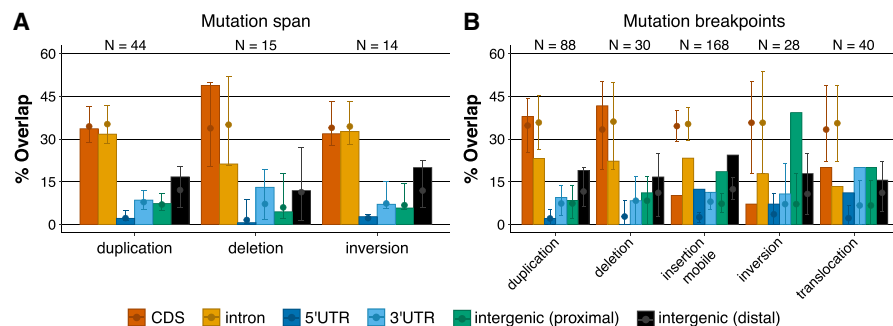 A
Mutation span
N = 44
N = 15
N = 14
% Overlap
60
45
30
15
0
duplication
deletion
inversion
B
Mutation breakpoints
N = 88
N = 30
N = 168
N = 28
N = 40
% Overlap
60
45
30
15
0
duplication
deletion
insertion
mobile
inversion
translocation
CDS
intron
5'UTR
3'UTR
intergenic (proximal)
intergenic (distal)